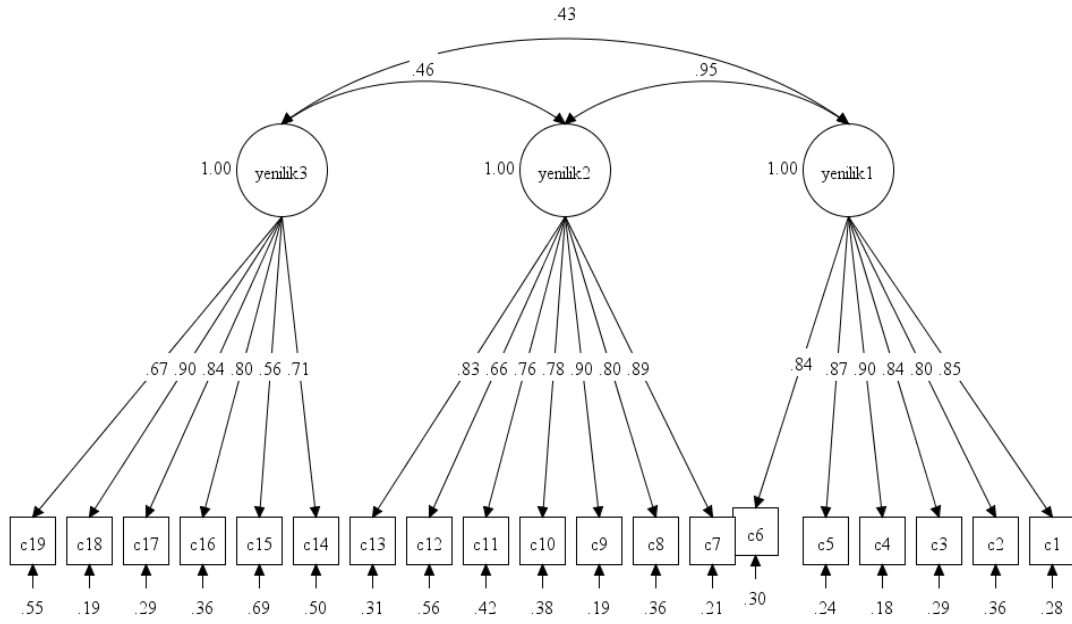 .43
.46 .95
1.00 yenilik3 1.00 yenilik2 1.00 yenilik1
.67 .90 .84 .80 .56 .71 .83 .66 .76 .78 .90 .80 .89 .84 .87 .90 .84 .80 .85
c19 c18 c17 c16 c15 c14 c13 c12 c11 c10 c9 c8 c7 c6 c5 c4 c3 c2 c1
.55 .19 .29 .36 .69 .50 .31 .56 .42 .38 .19 .36 .21 .30 .24 .18 .29 .36 .28